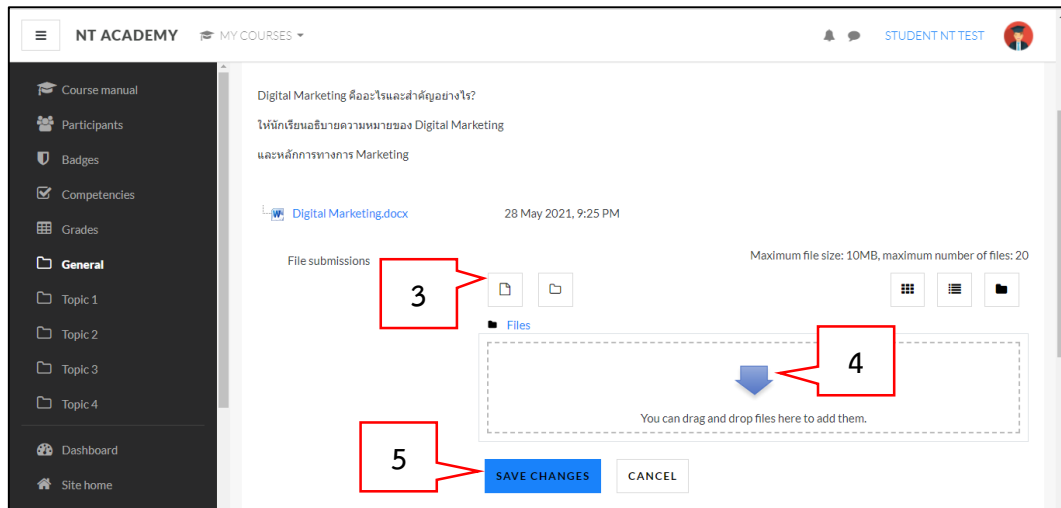 NT ACADEMY MY COURSES STUDENT NT TEST
Course manual
Participants
Badges
Competencies
Grades
General
Topic 1
Topic 2
Topic 3
Topic 4
Dashboard
Site home
Digital Marketing คืออะไรและสำคัญอย่างไร?
ให้นักเรียนอธิบายความหมายของ Digital Marketing
และหลักการทางการ Marketing
Digital Marketing.docx 28 May 2021, 9:25 PM
File submissions
Maximum file size: 10MB, maximum number of files: 20
3
Files
4
You can drag and drop files here to add them.
5
SAVE CHANGES CANCEL